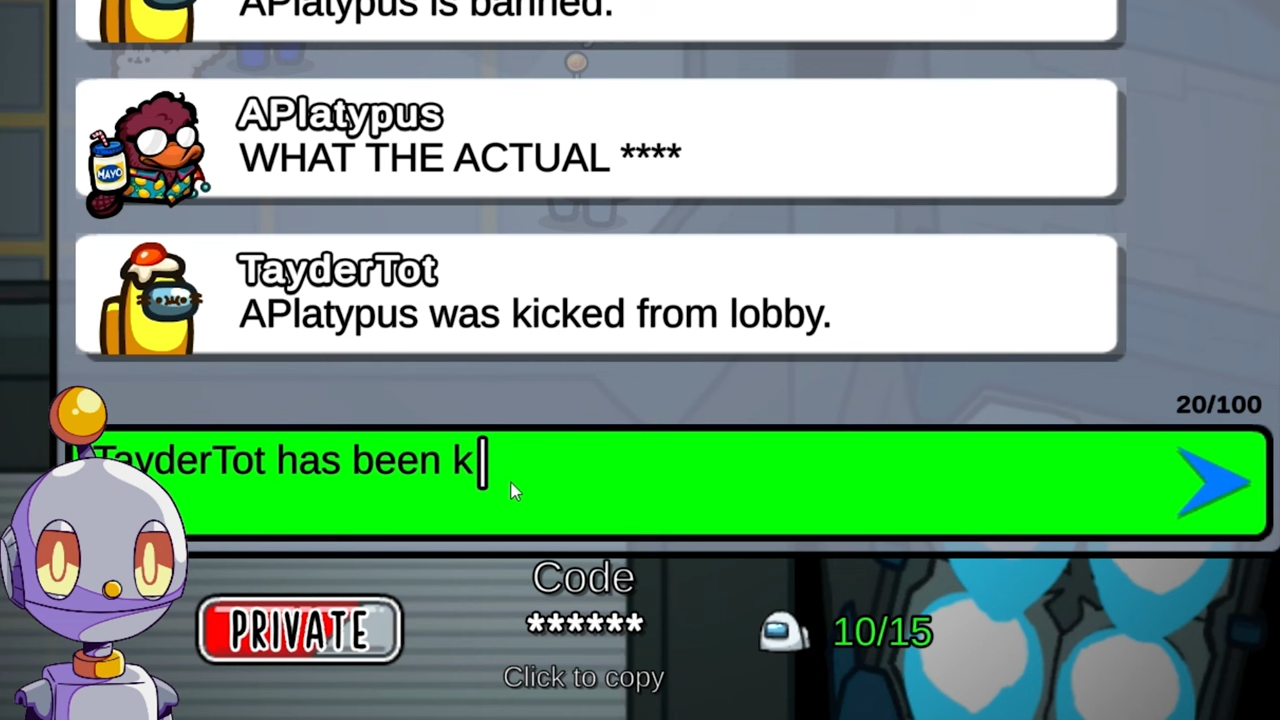 APlatypus is banned.
APlatypus
WHAT THE ACTUAL ****
MAYO
TayderTot
APlatypus was kicked from lobby.
20/100
TayderTot has been k
Code
PRIVATE
******
10/15
Click to copy